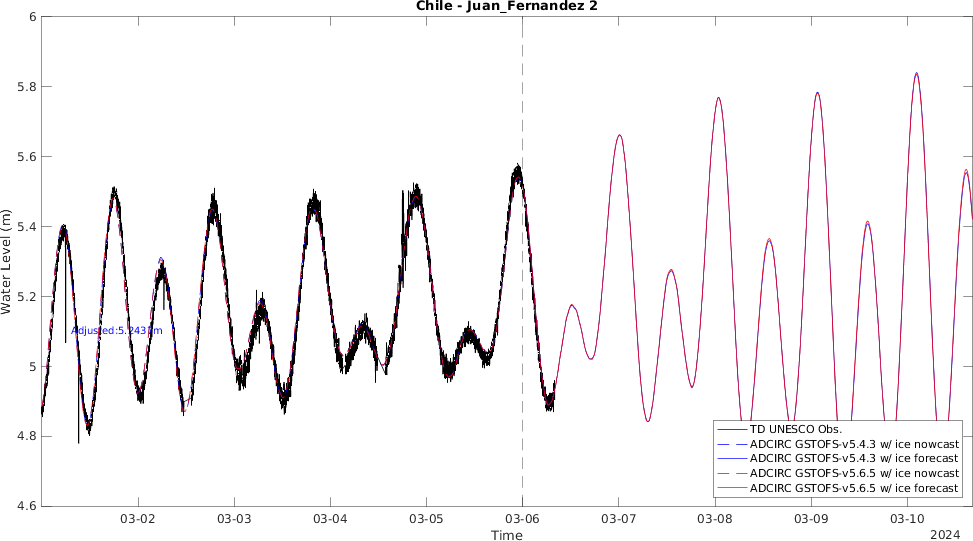 Chile - Juan_Fernandez 2
6
5.8
5.6
5.4
5.2
5
4.8
4.6
Water Level (m)
Adjusted:5.2437m
TD UNESCO Obs.
ADCIRC GSTOFS-v5.4.3 w/ ice nowcast
ADCIRC GSTOFS-v5.4.3 w/ ice forecast
ADCIRC GSTOFS-v5.6.5 w/ ice nowcast
ADCIRC GSTOFS-v5.6.5 w/ ice forecast
03-02 03-03 03-04 03-05 03-06 03-07 03-08 03-09 03-10
Time
2024